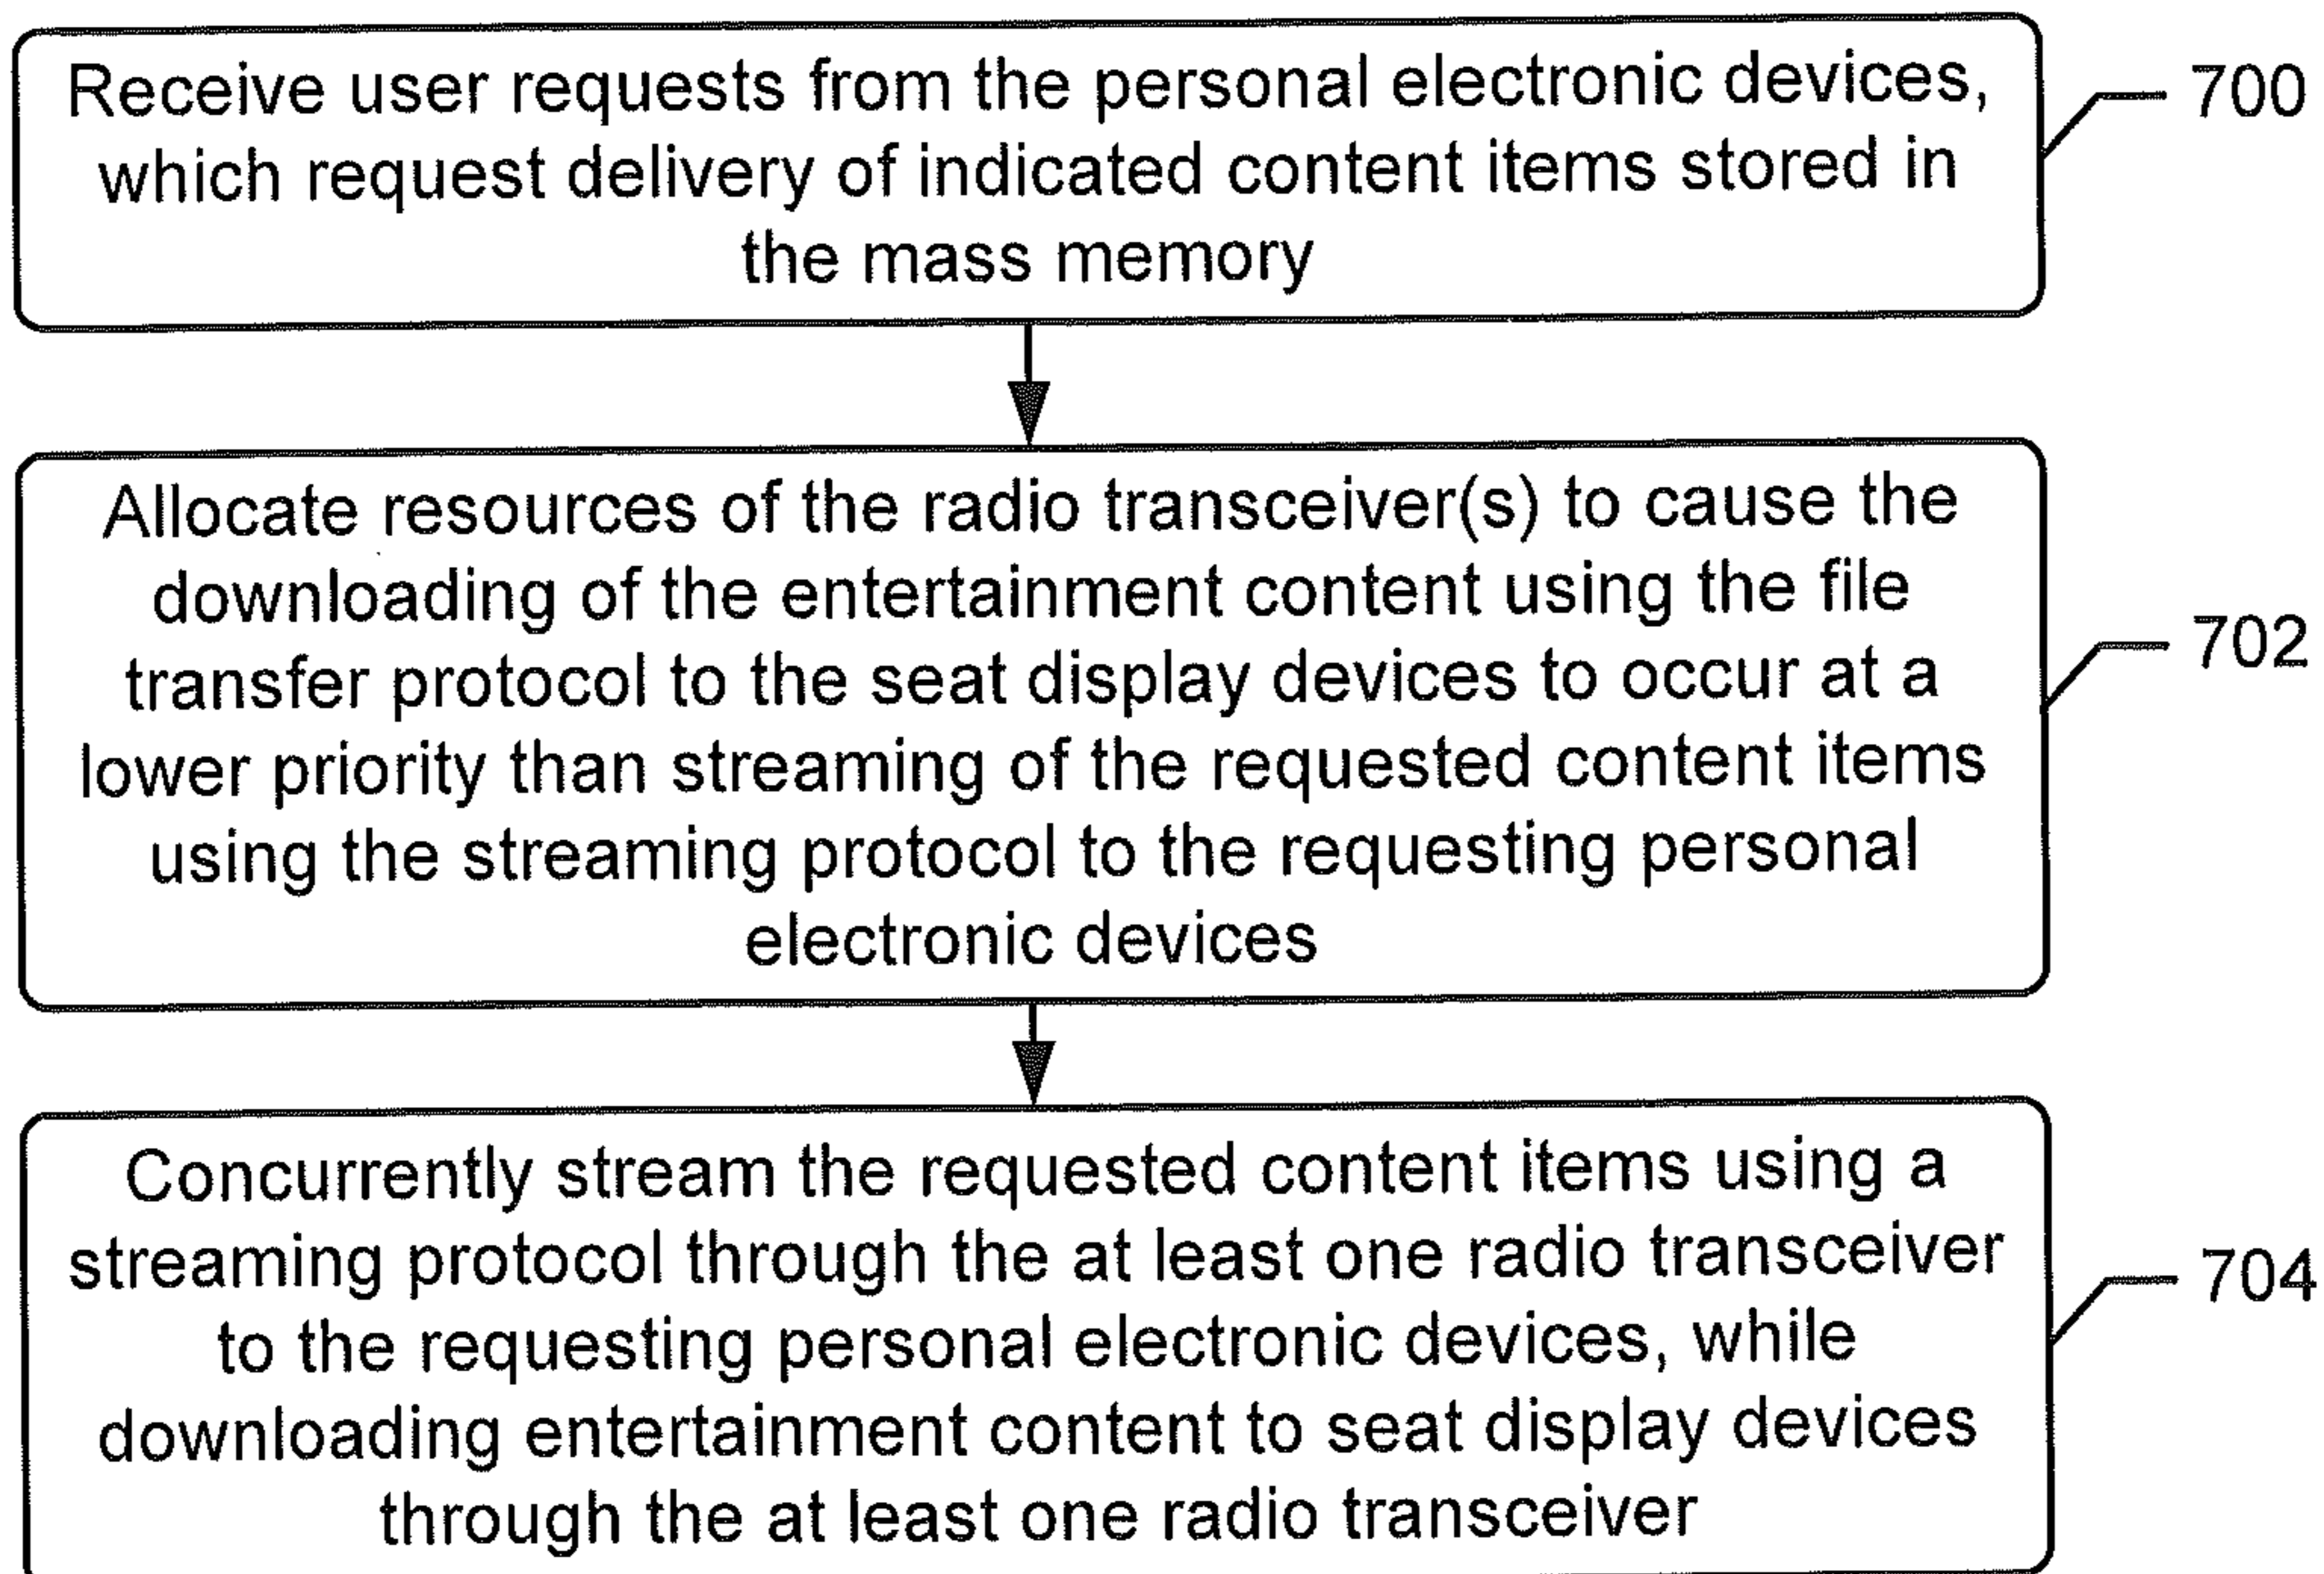 Receive user requests from the personal electronic devices,
which request delivery of indicated content items stored in
the mass memory
700
Allocate resources of the radio transceiver(s) to cause the
downloading of the entertainment content using the file
transfer protocol to the seat display devices to occur at a
lower priority than streaming of the requested content items
using the streaming protocol to the requesting personal
electronic devices
702
Concurrently stream the requested content items using a
streaming protocol through the at least one radio transceiver
to the requesting personal electronic devices, while
downloading entertainment content to seat display devices
through the at least one radio transceiver
704